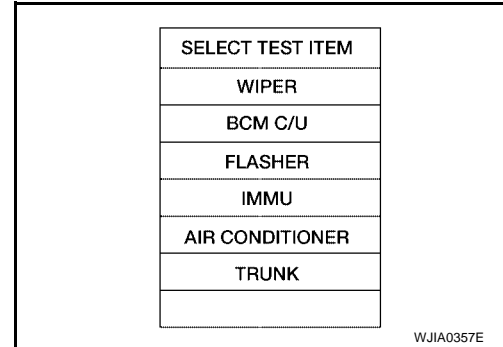 SELECT TEST ITEM
WIPER
BCM C/U
FLASHER
IMMU
AIR CONDITIONER
TRUNK
WJIA0357E